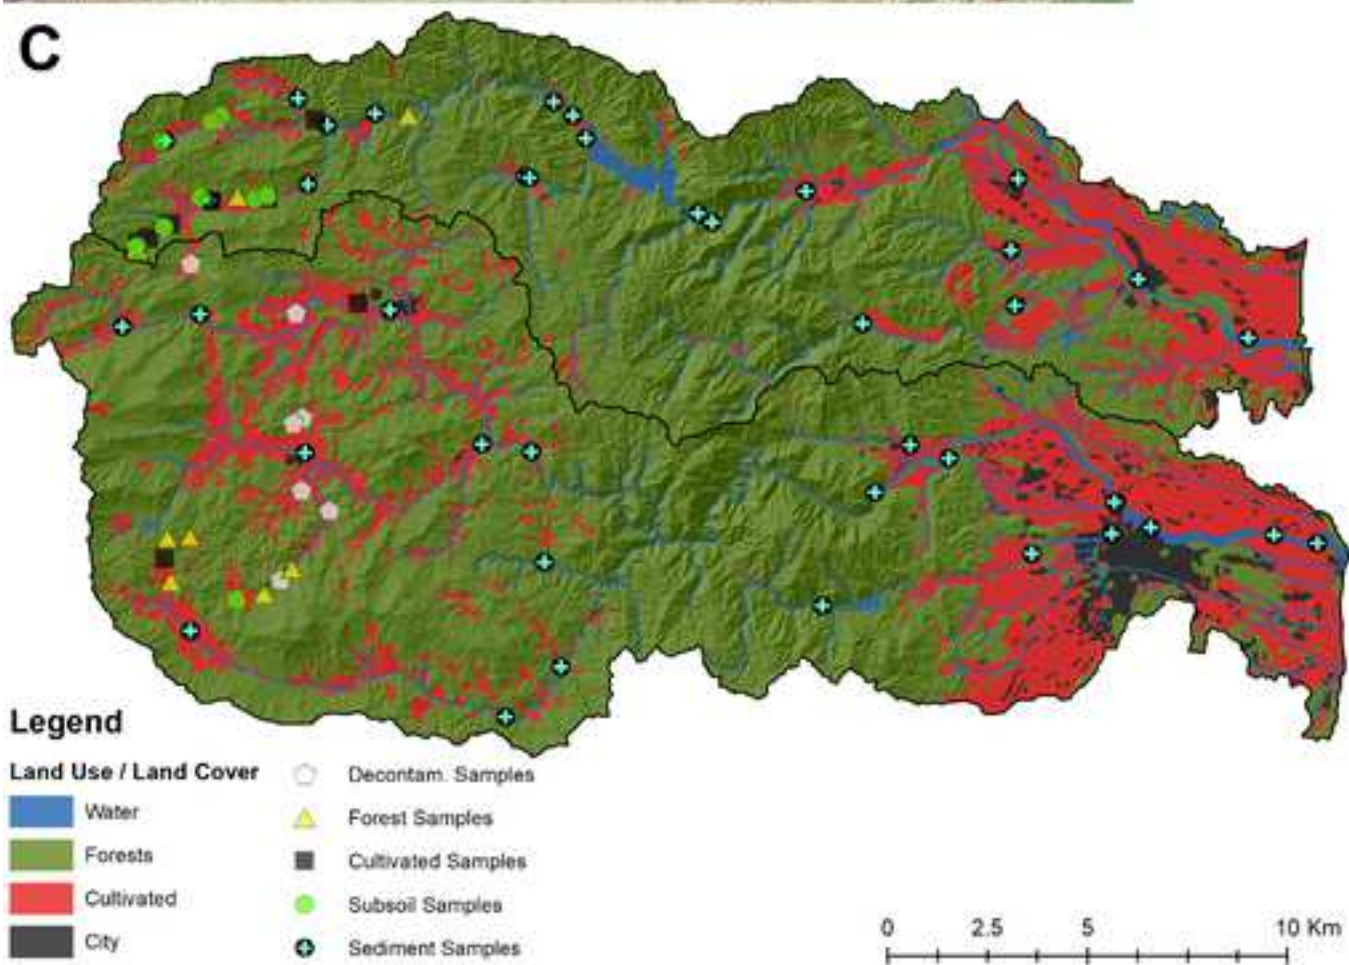 C
Legend
Land Use / Land Cover
Water
Forests
Cultivated
City
Decontam. Samples
Forest Samples
Cultivated Samples
Subsoil Samples
Sediment Samples
0 2.5 5 10 Km